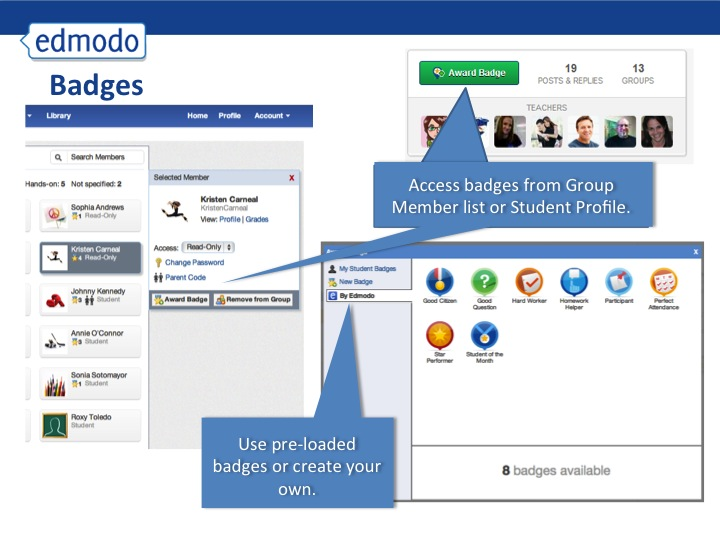 edmodo
Badges
Award Badge
19
POSTS & REPLIES
13
GROUPS
TEACHERS
Library
Home Profile Account
Search Members
Hands-on: 5 Not specified: 2
Sophia Andrews
1 Read-Only
Kristen Carneal
4 Read-Only
Johnny Kennedy
3 Student
Annie O'Connor
3 Student
Sonia Sotomayor
1 Student
Roxy Toledo
Student
Selected Member X
Kristen Carneal
KristenCarneal
View: Profile | Grades
Access: Read-Only
Change Password
Parent Code
Award Badge Remove from Group
Access badges from Group
Member list or Student Profile.
x
My Student Badges
New Badge
By Edmodo
Good Citizen
Good
Question
Hard Worker
Homework
Helper
Participant
Perfect
Attendance
Star
Performer
Student of the
Month
8 badges available
Use pre-loaded
badges or create your
own.